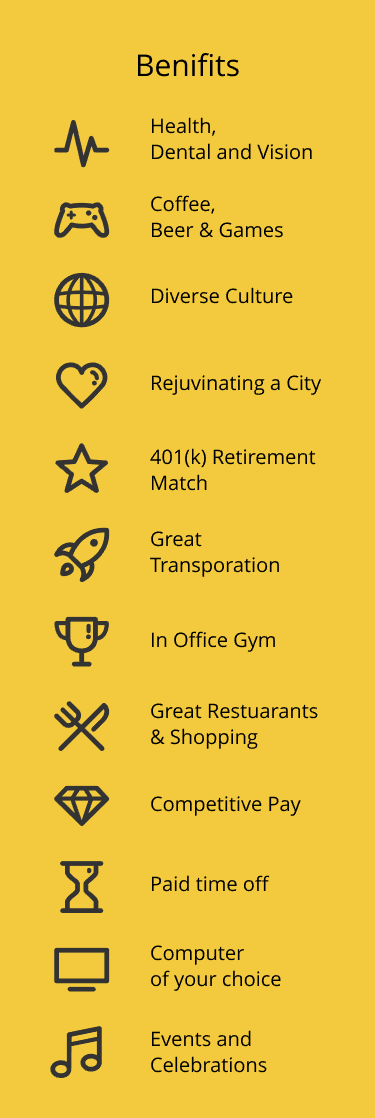 Benifits
Health,
Dental and Vision
Coffee,
Beer & Games
Diverse Culture
Rejuvinating a City
401(k) Retirement
Match
Great
Transporation
In Office Gym
Great Restuarants
& Shopping
Competitive Pay
Paid time off
Computer
of your choice
Events and
Celebrations